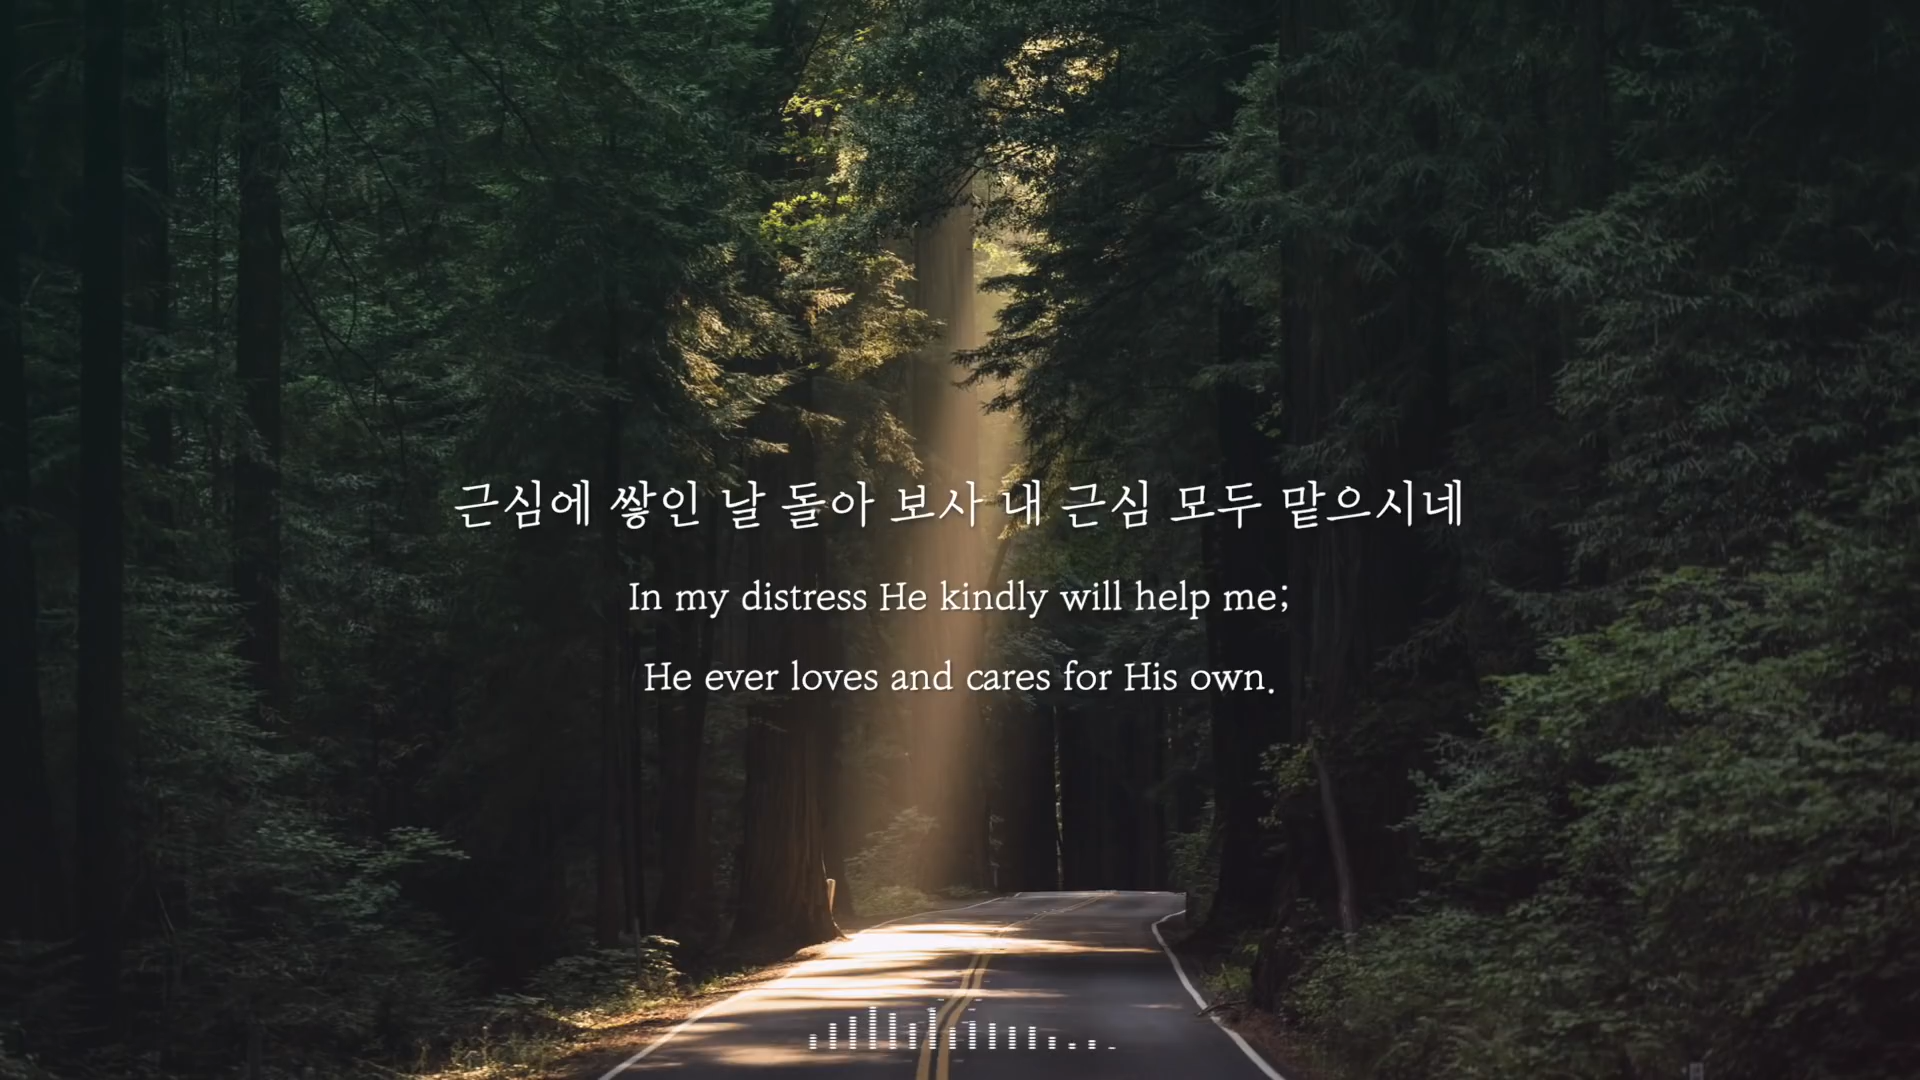 근심에 쌓인 날 돌아 보사 내 근심 모두 맡으시네
In my distress He kindly will help me;
He ever loves and cares for His own.